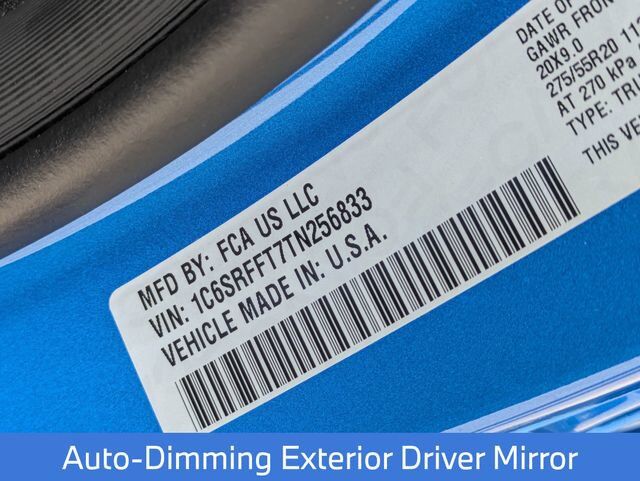 MFD BY: FCA US LLC
VIN: 1C6SRFFT7TN256833
VEHICLE MADE IN: U.S.A.
DATE OF
GAWR FRON
20X9.0
275/55R20 11
AT 270 kPa
TYPE: TR
THIS VE
Auto-Dimming Exterior Driver Mirror